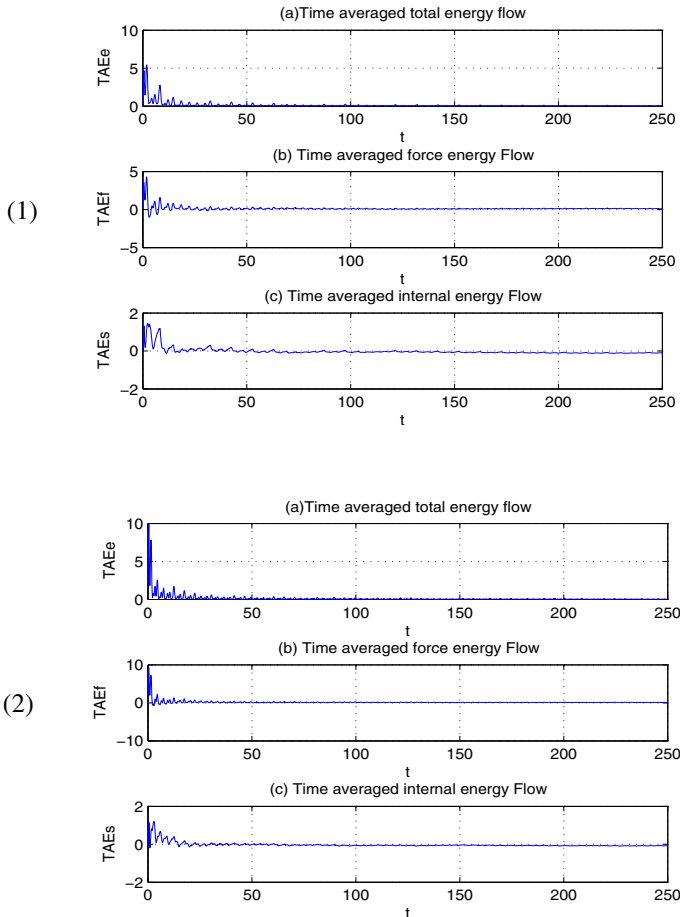 (a)Time averaged total energy flow
10
5
0
TAEe
0 50 100 150 200 250
t
(b) Time averaged force energy Flow
5
0
−5
TAEf
0 50 100 150 200 250
t
(1)
(c) Time averaged internal energy Flow
2
0
−2
TAEs
0 50 100 150 200 250
t
(a)Time averaged total energy flow
10
5
0
TAEe
0 50 100 150 200 250
t
(b) Time averaged force energy Flow
10
0
−10
TAEf
0 50 100 150 200 250
t
(2)
(c) Time averaged internal energy Flow
2
0
−2
TAEs
0 50 100 150 200 250
t